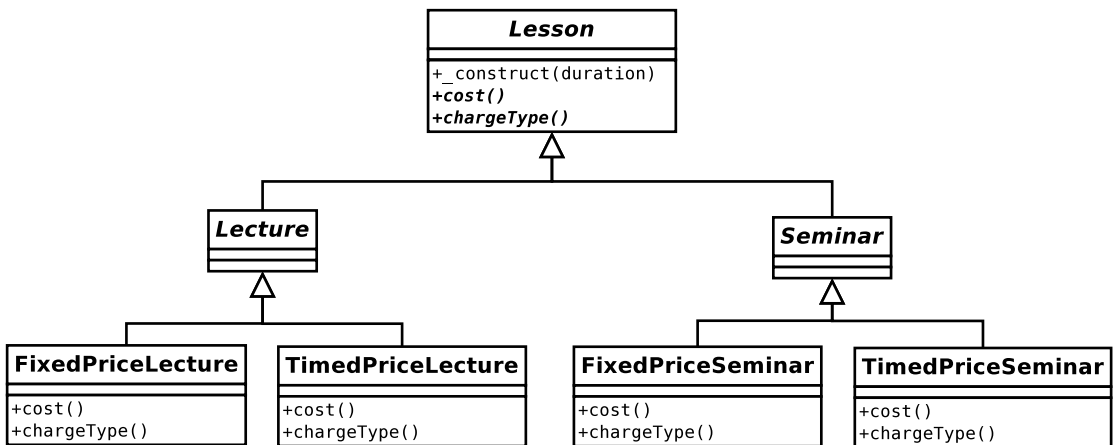 Lesson
+_construct(duration)
+cost()
+chargeType()
Lecture
Seminar
FixedPriceLecture
+cost()
+chargeType()
TimedPriceLecture
+cost()
+chargeType()
FixedPriceSeminar
+cost()
+chargeType()
TimedPriceSeminar
+cost()
+chargeType()